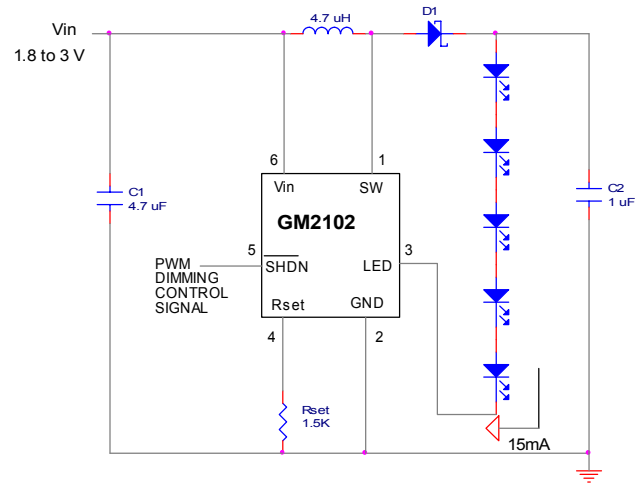 D1
4.7 uH
Vin
1.8 to 3 V
6
1
Vin
SW
C1
4.7 uF
C2
1 uF
GM2102
5
3
PWM
DIMMING
CONTROL
SIGNAL
SHDN
LED
Rset
GND
4
2
Rset
1.5K
15mA